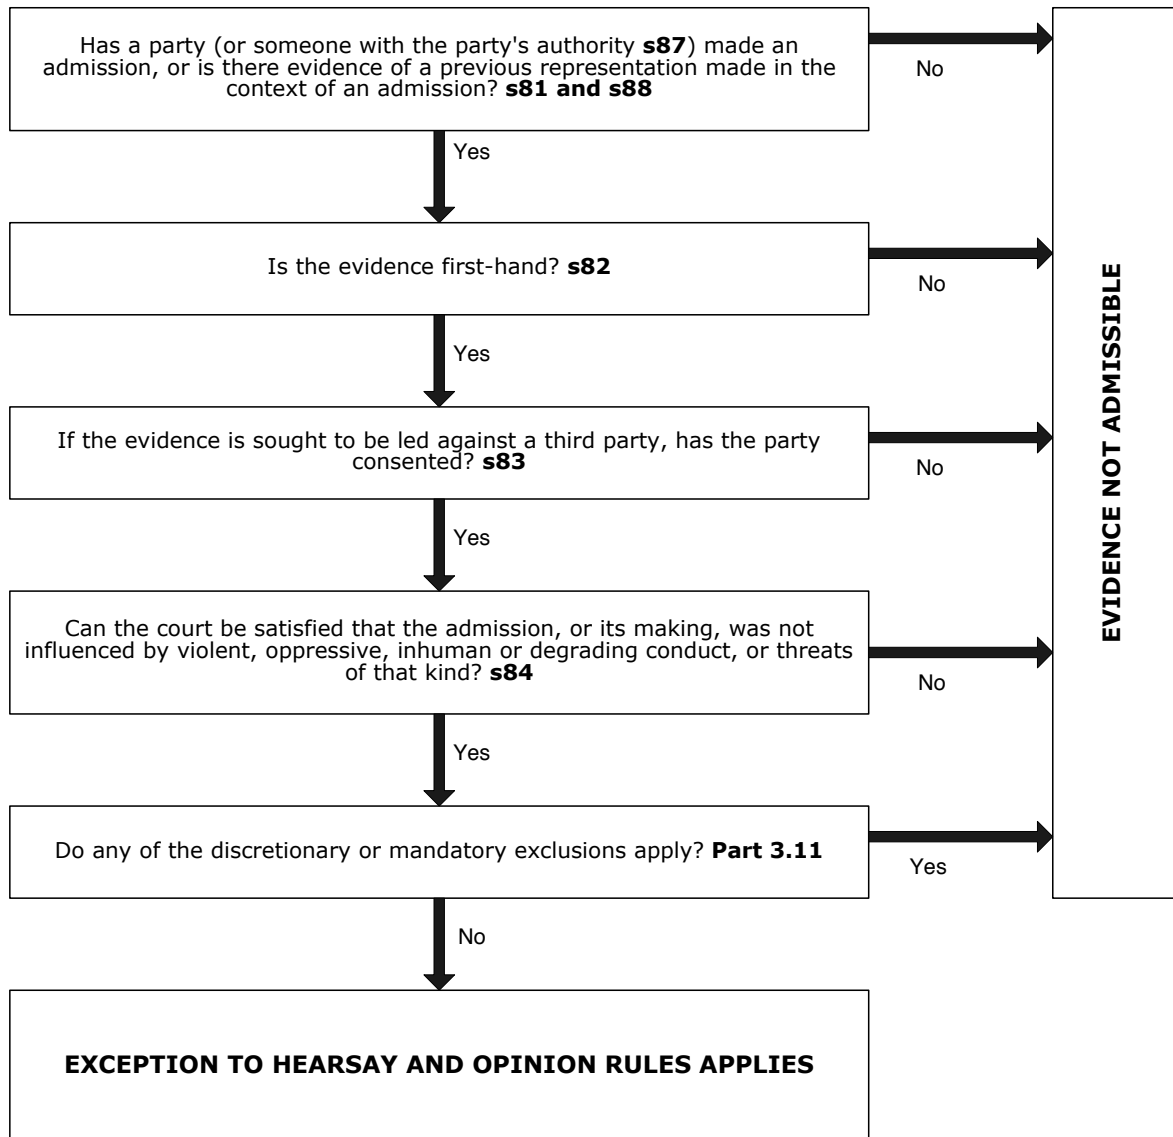 Has a party (or someone with the party's authority s87) made an
admission, or is there evidence of a previous representation made in the
context of an admission? s81 and s88
No
Yes
Is the evidence first-hand? s82
No
Yes
If the evidence is sought to be led against a third party, has the party
consented? s83
No
Yes
Can the court be satisfied that the admission, or its making, was not
influenced by violent, oppressive, inhuman or degrading conduct, or threats
of that kind? s84
No
Yes
Do any of the discretionary or mandatory exclusions apply? Part 3.11
Yes
No
EXCEPTION TO HEARSAY AND OPINION RULES APPLIES
EVIDENCE NOT ADMISSIBLE